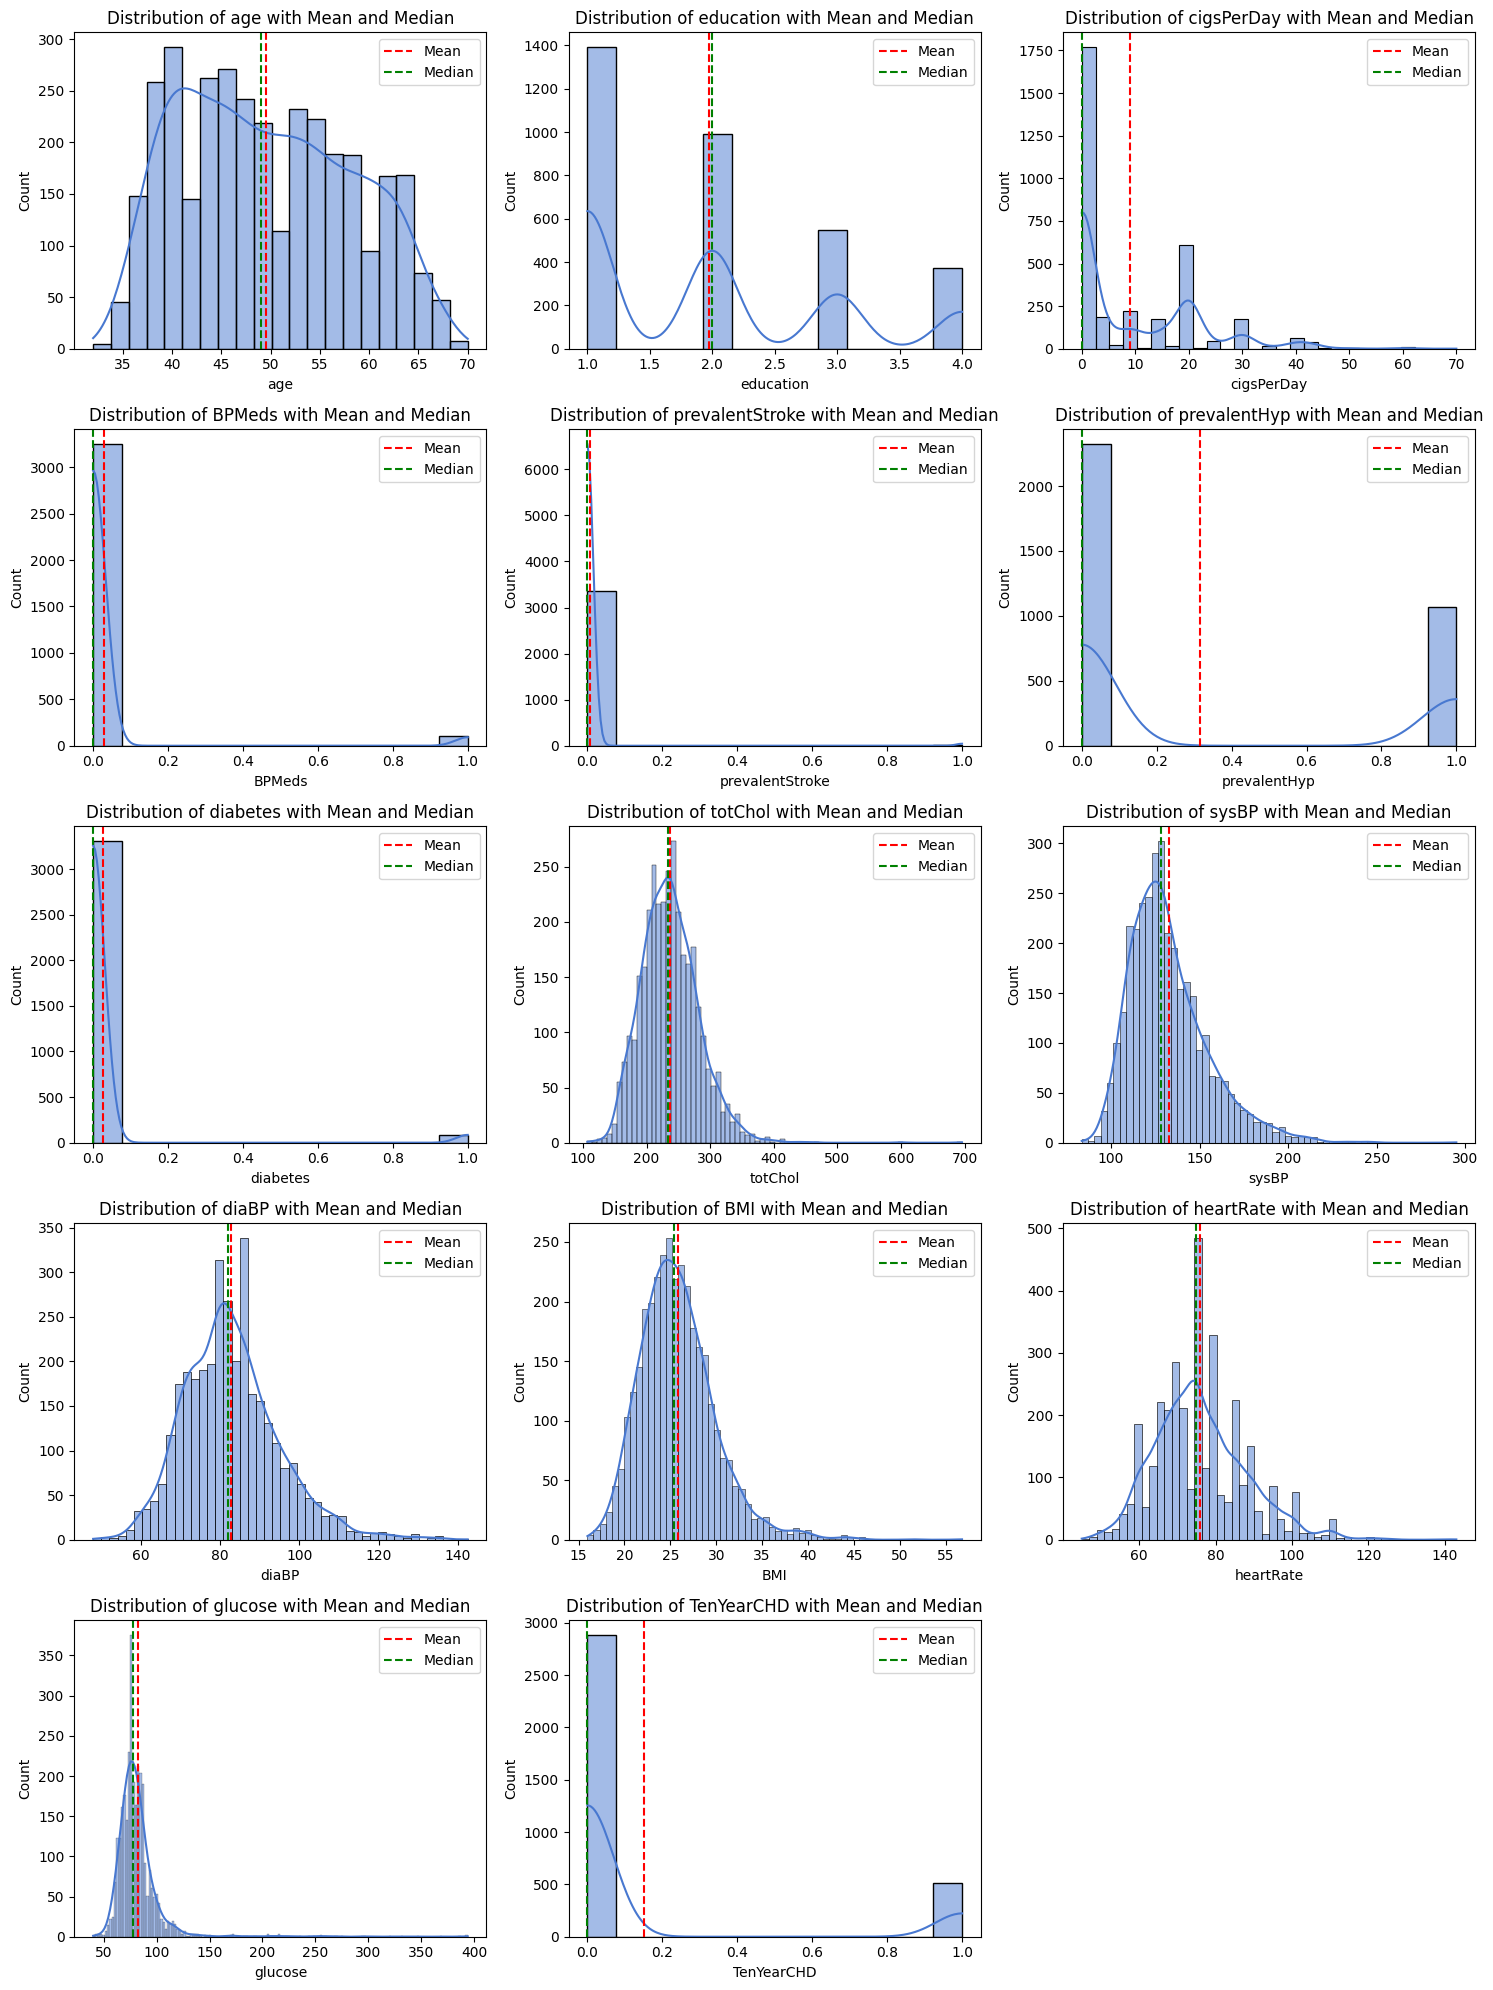 Distribution of age with Mean and Median
Count
300
250
200
150
100
50
0
Mean
Median
35 40 45 50 55 60 65 70
age
Distribution of education with Mean and Median
Count
1400
1200
1000
800
600
400
200
0
Mean
Median
1.0 1.5 2.0 2.5 3.0 3.5 4.0
education
Distribution of cigsPerDay with Mean and Median
Count
1750
1500
1250
1000
750
500
250
0
Mean
Median
0 10 20 30 40 50 60 70
cigsPerDay
Distribution of BPMeds with Mean and Median
Count
3000
2500
2000
1500
1000
500
0
Mean
Median
0.0 0.2 0.4 0.6 0.8 1.0
BPMeds
Distribution of prevalentStroke with Mean and Median
Count
6000
5000
4000
3000
2000
1000
0
Mean
Median
0.0 0.2 0.4 0.6 0.8 1.0
prevalentStroke
Distribution of prevalentHyp with Mean and Median
Count
2000
1500
1000
500
0
Mean
Median
0.0 0.2 0.4 0.6 0.8 1.0
prevalentHyp
Distribution of diabetes with Mean and Median
Count
3000
2500
2000
1500
1000
500
0
Mean
Median
0.0 0.2 0.4 0.6 0.8 1.0
diabetes
Distribution of totChol with Mean and Median
Count
250
200
150
100
50
0
Mean
Median
100 200 300 400 500 600 700
totChol
Distribution of sysBP with Mean and Median
Count
300
250
200
150
100
50
0
Mean
Median
100 150 200 250 300
sysBP
Distribution of diaBP with Mean and Median
Count
350
300
250
200
150
100
50
0
Mean
Median
60 80 100 120 140
diaBP
Distribution of BMI with Mean and Median
Count
250
200
150
100
50
0
Mean
Median
15 20 25 30 35 40 45 50 55
BMI
Distribution of heartRate with Mean and Median
Count
500
400
300
200
100
0
Mean
Median
60 80 100 120 140
heartRate
Distribution of glucose with Mean and Median
Count
350
300
250
200
150
100
50
0
Mean
Median
50 100 150 200 250 300 350 400
glucose
Distribution of TenYearCHD with Mean and Median
Count
3000
2500
2000
1500
1000
500
0
Mean
Median
0.0 0.2 0.4 0.6 0.8 1.0
TenYearCHD